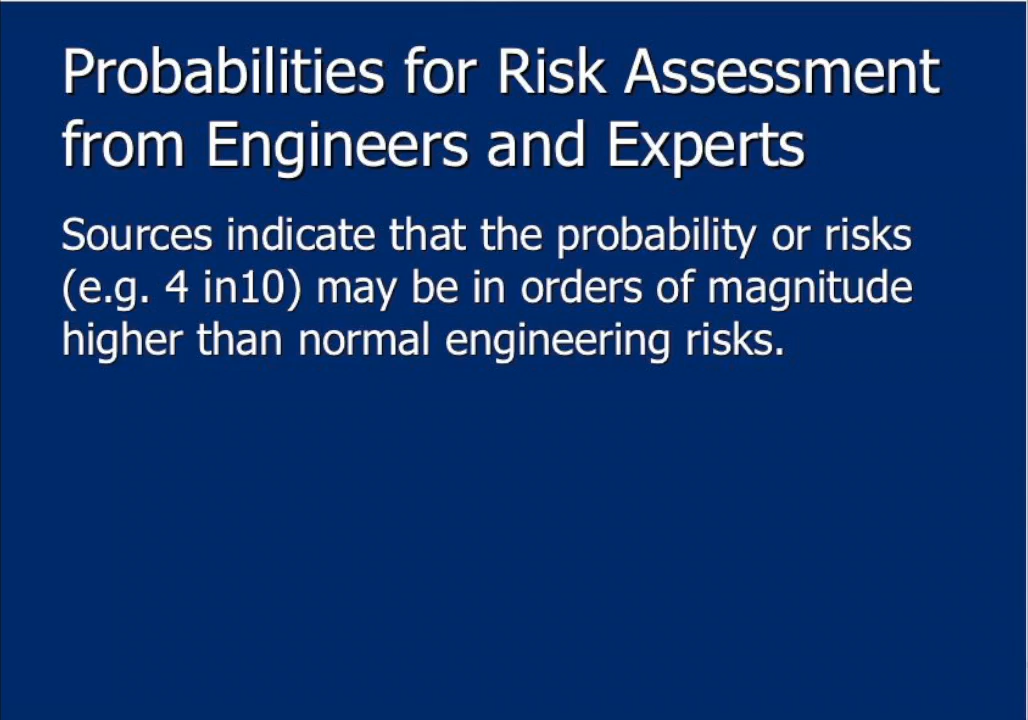 Probabilities for Risk Assessment
from Engineers and Experts
Sources indicate that the probability or risks
(e.g. 4 in10) may be in orders of magnitude
higher than normal engineering risks.